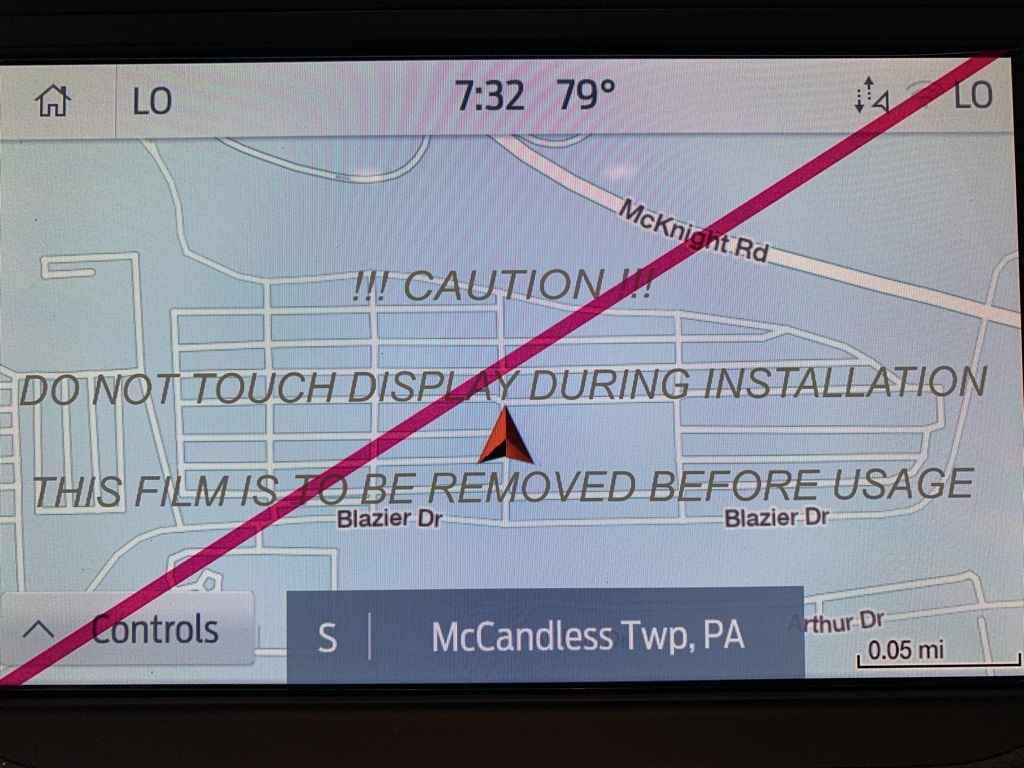 LO 7:32 79° LO
McKnight Rd
!!! CAUTION !!!
DO NOT TOUCH DISPLAY DURING INSTALLATION
THIS FILM IS TO BE REMOVED BEFORE USAGE
Blazier Dr Blazier Dr
Controls
S McCandless Twp, PA
Arthur Dr
0.05 mi